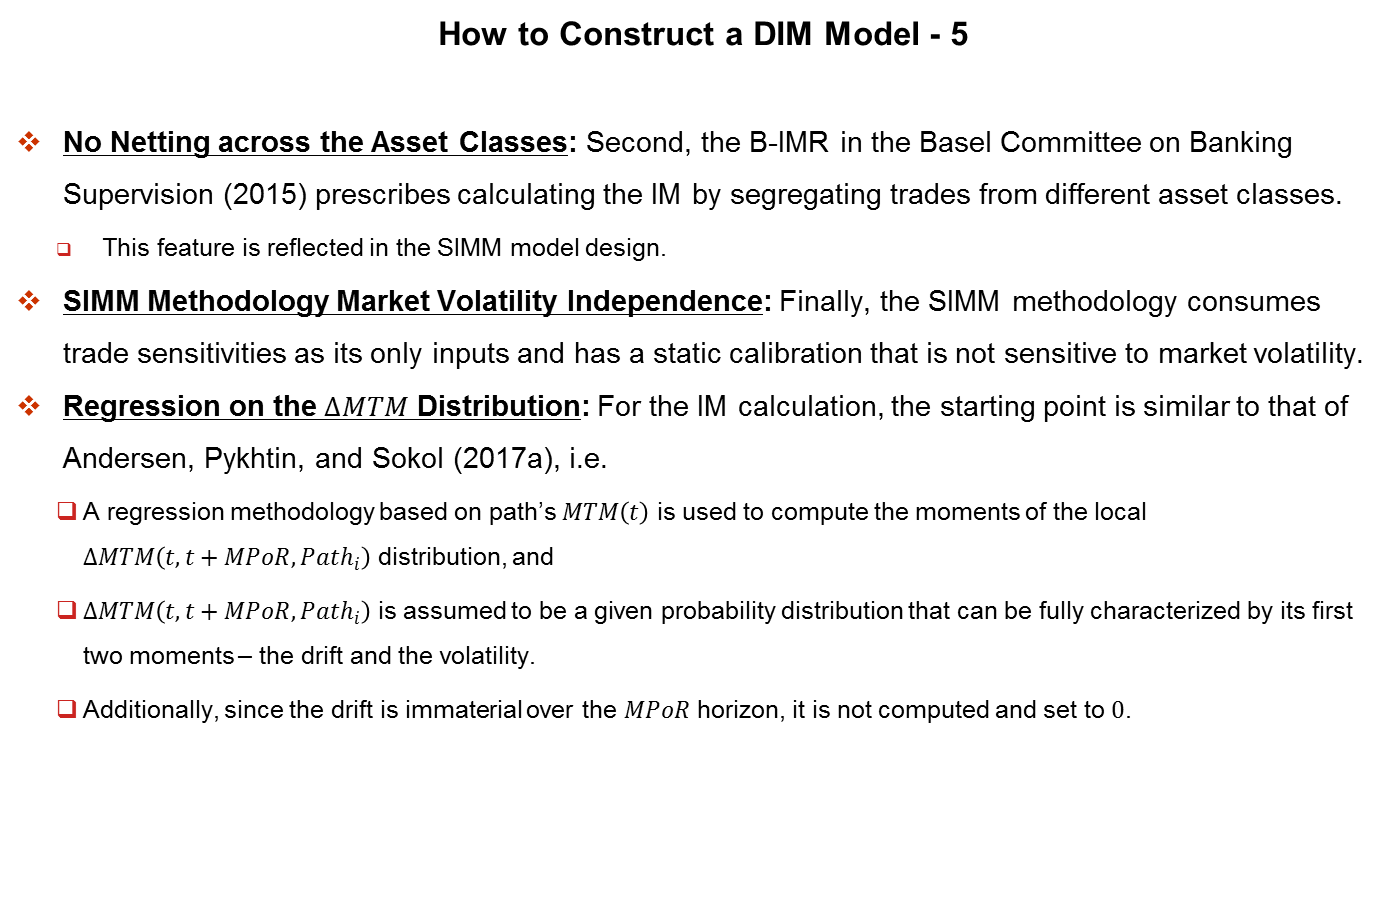 How to Construct a DIM Model - 5
❖ No Netting across the Asset Classes: Second, the B-IMR in the Basel Committee on Banking
Supervision (2015) prescribes calculating the IM by segregating trades from different asset classes.
❑ This feature is reflected in the SIMM model design.
❖ SIMM Methodology Market Volatility Independence: Finally, the SIMM methodology consumes
trade sensitivities as its only inputs and has a static calibration that is not sensitive to market volatility.
❖ Regression on the ΔMTM Distribution: For the IM calculation, the starting point is similar to that of
Andersen, Pykhtin, and Sokol (2017a), i.e.
❑ A regression methodology based on path’s MTM(t) is used to compute the moments of the local
ΔMTM(t, t + MPoR, Pathᵢ) distribution, and
❑ ΔMTM(t, t + MPoR, Pathᵢ) is assumed to be a given probability distribution that can be fully characterized by its first
two moments – the drift and the volatility.
❑ Additionally, since the drift is immaterial over the MPoR horizon, it is not computed and set to 0.